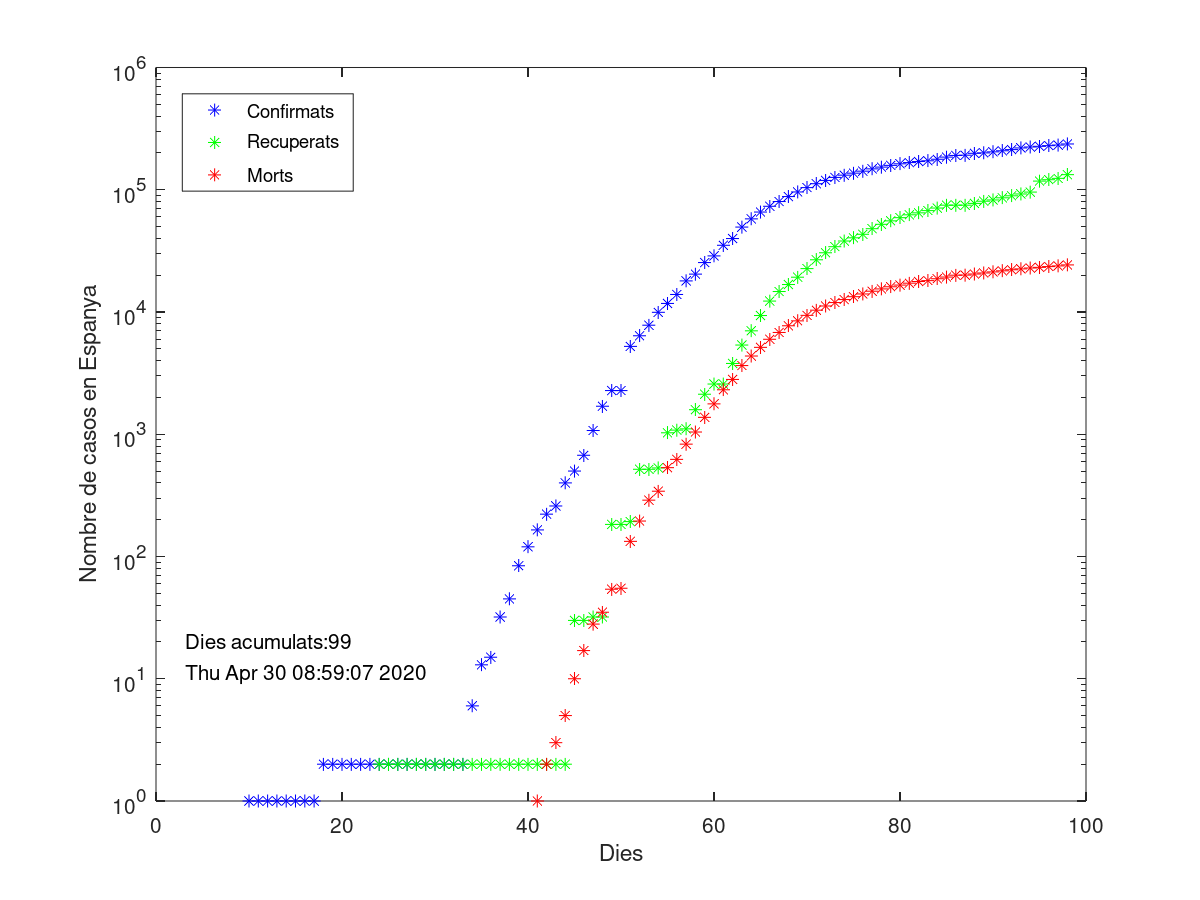 10^6
10^5
10^4
10^3
10^2
10^1
10^0
Nombre de casos en Espanya
Confirmats
Recuperats
Morts
Dies acumulats:99
Thu Apr 30 08:59:07 2020
0 20 40 60 80 100
Dies